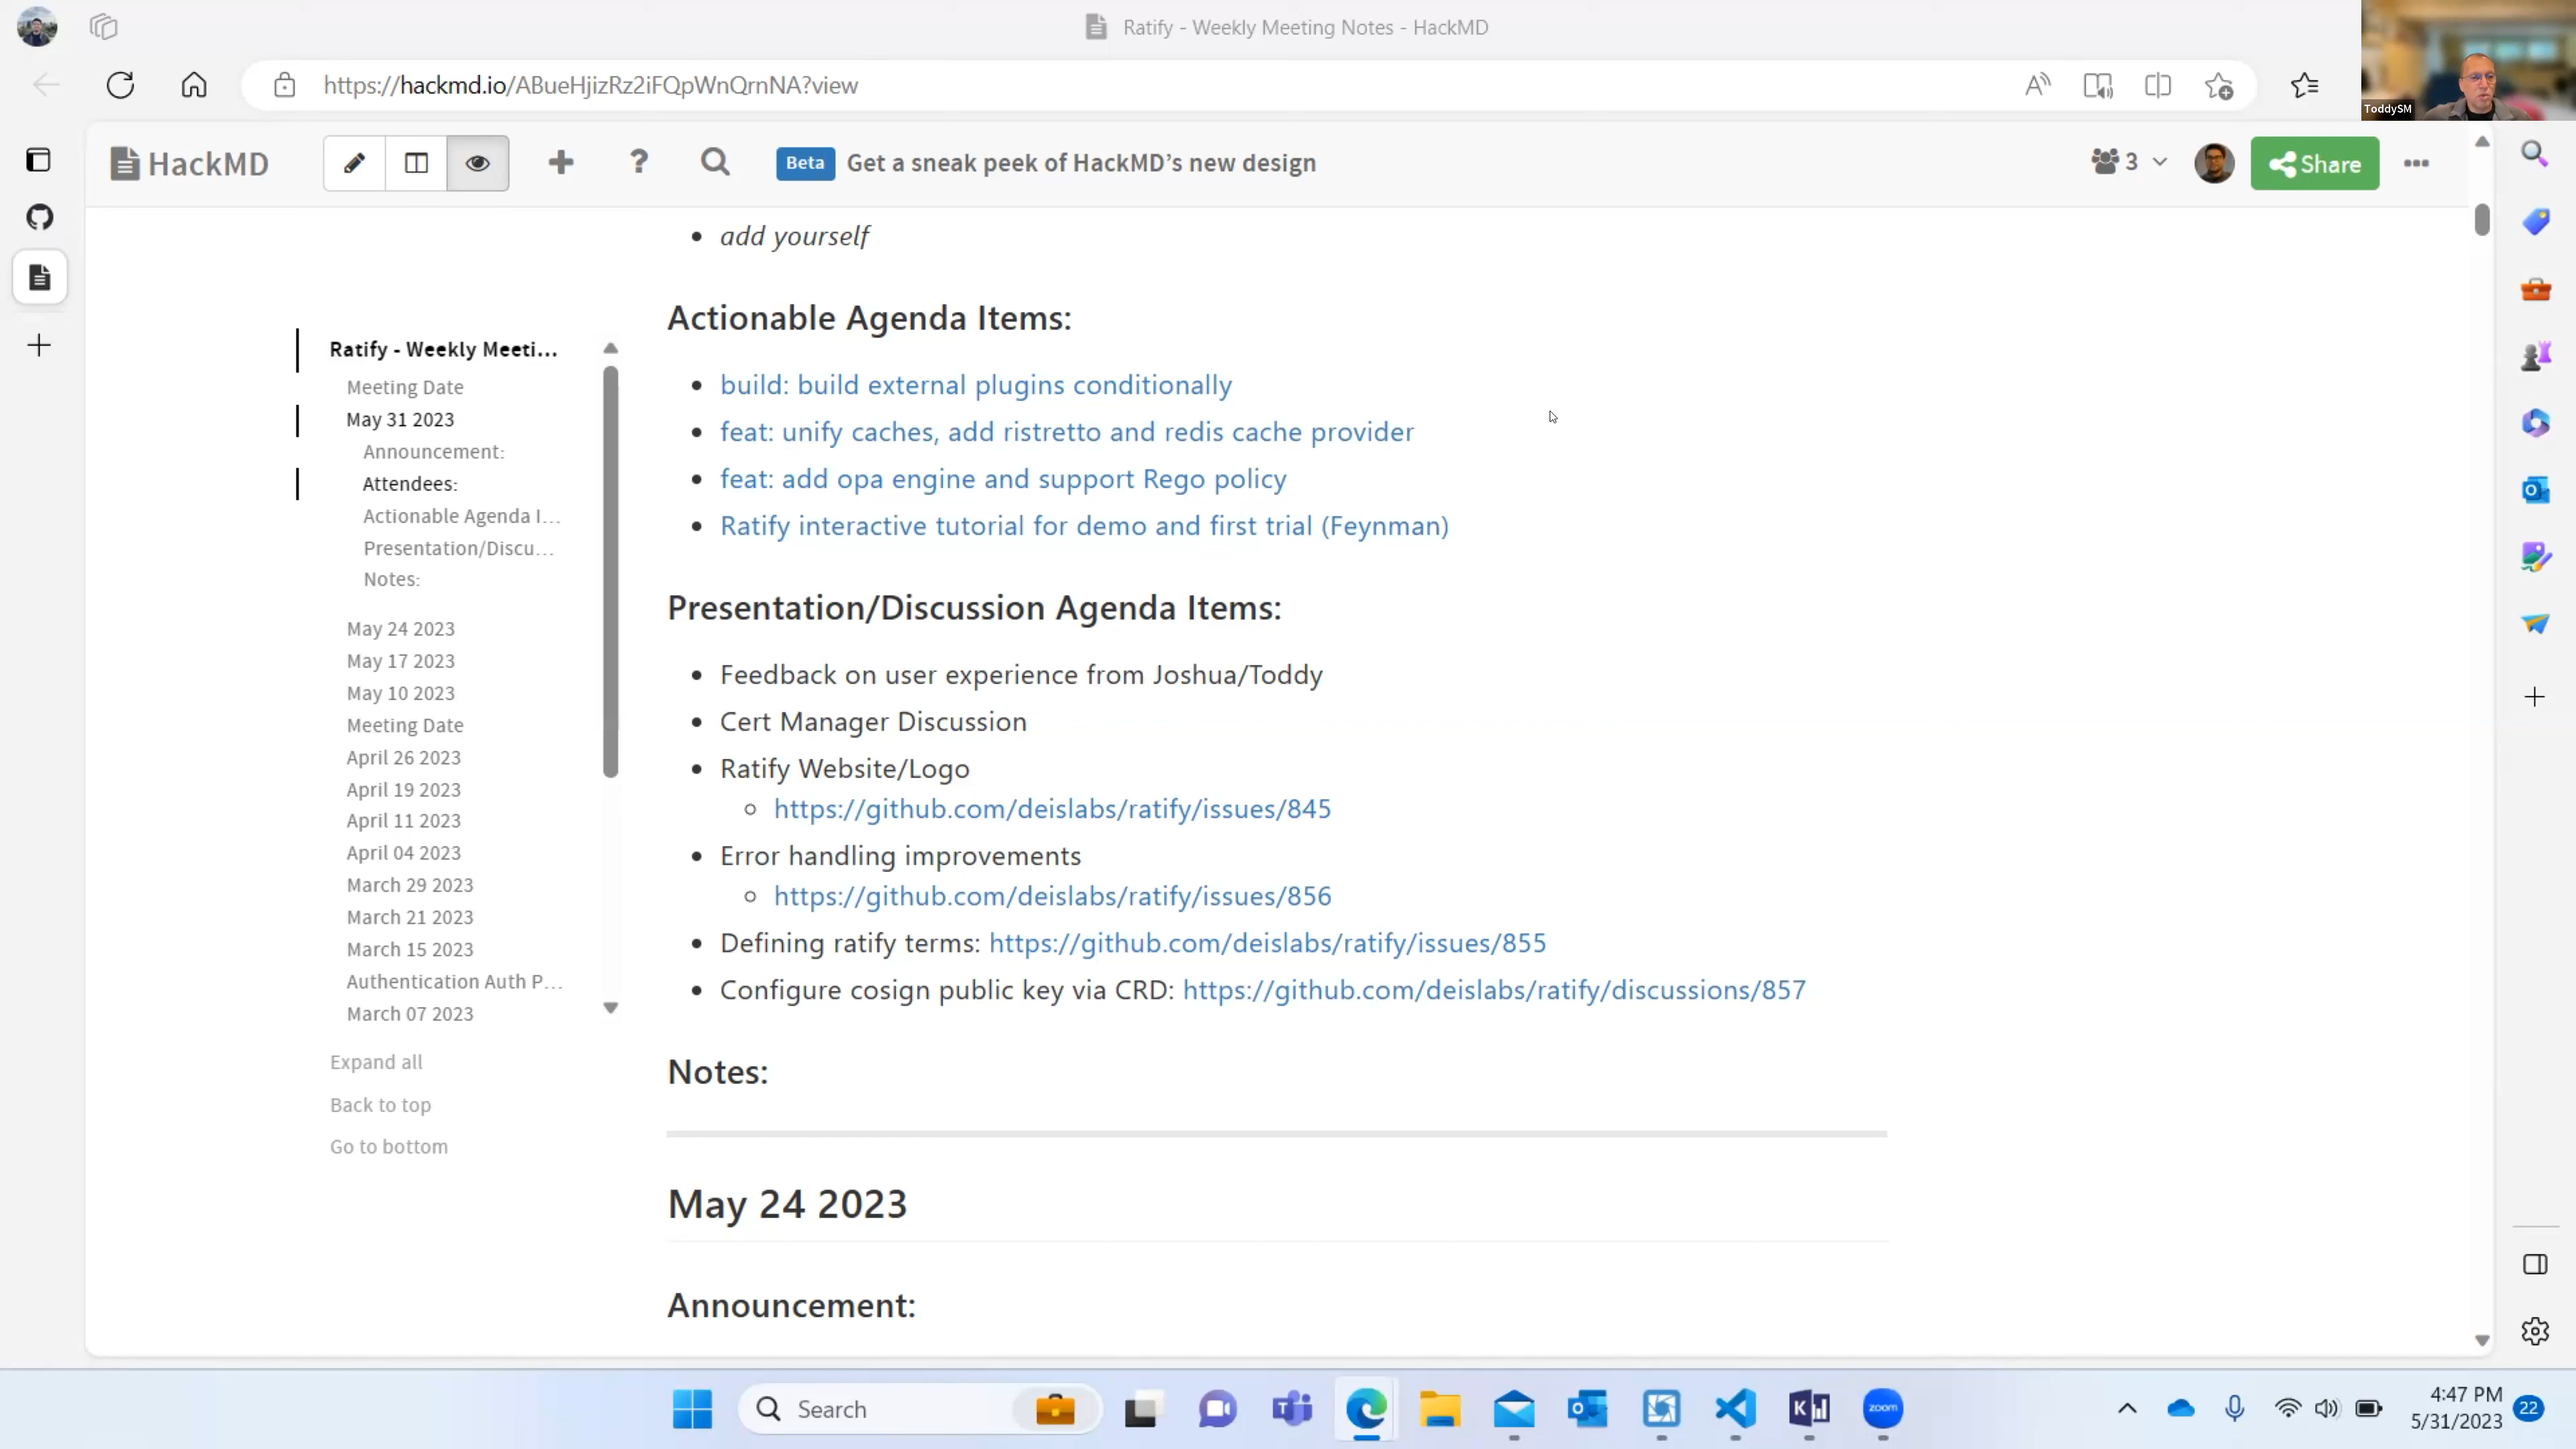 Ratify - Weekly Meeting Notes - HackMD
https://hackmd.io/ABueHjizRz2iFQpWnQrnNA?view
ToddySM
HackMD
Beta Get a sneak peek of HackMD’s new design
3
Share
Ratify - Weekly Meeti...
Meeting Date
May 31 2023
Announcement:
Attendees:
Actionable Agenda I...
Presentation/Discu...
Notes:
May 24 2023
May 17 2023
May 10 2023
Meeting Date
April 26 2023
April 19 2023
April 11 2023
April 04 2023
March 29 2023
March 21 2023
March 15 2023
Authentication Auth P...
March 07 2023
Expand all
Back to top
Go to bottom
add yourself
Actionable Agenda Items:
build: build external plugins conditionally
feat: unify caches, add ristretto and redis cache provider
feat: add opa engine and support Rego policy
Ratify interactive tutorial for demo and first trial (Feynman)
Presentation/Discussion Agenda Items:
Feedback on user experience from Joshua/Toddy
Cert Manager Discussion
Ratify Website/Logo
https://github.com/deislabs/ratify/issues/845
Error handling improvements
https://github.com/deislabs/ratify/issues/856
Defining ratify terms: https://github.com/deislabs/ratify/issues/855
Configure cosign public key via CRD: https://github.com/deislabs/ratify/discussions/857
Notes:
May 24 2023
Announcement:
Search
zoom
4:47 PM
5/31/2023
22